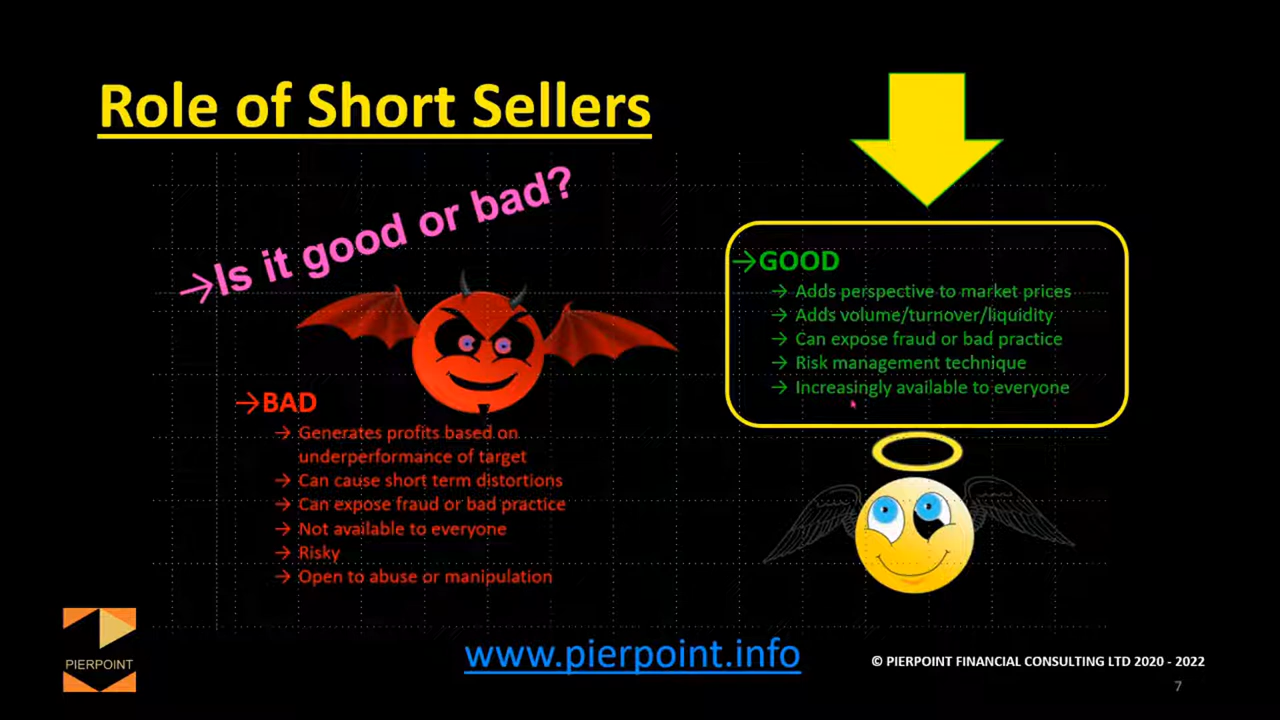 Role of Short Sellers
→Is it good or bad?
→GOOD
→ Adds perspective to market prices
→ Adds volume/turnover/liquidity
→ Can expose fraud or bad practice
→ Risk management technique
→ Increasingly available to everyone
→BAD
→ Generates profits based on
underperformance of target
→ Can cause short term distortions
→ Can expose fraud or bad practice
→ Not available to everyone
→ Risky
→ Open to abuse or manipulation
PIERPOINT
www.pierpoint.info
© PIERPOINT FINANCIAL CONSULTING LTD 2020 - 2022
7